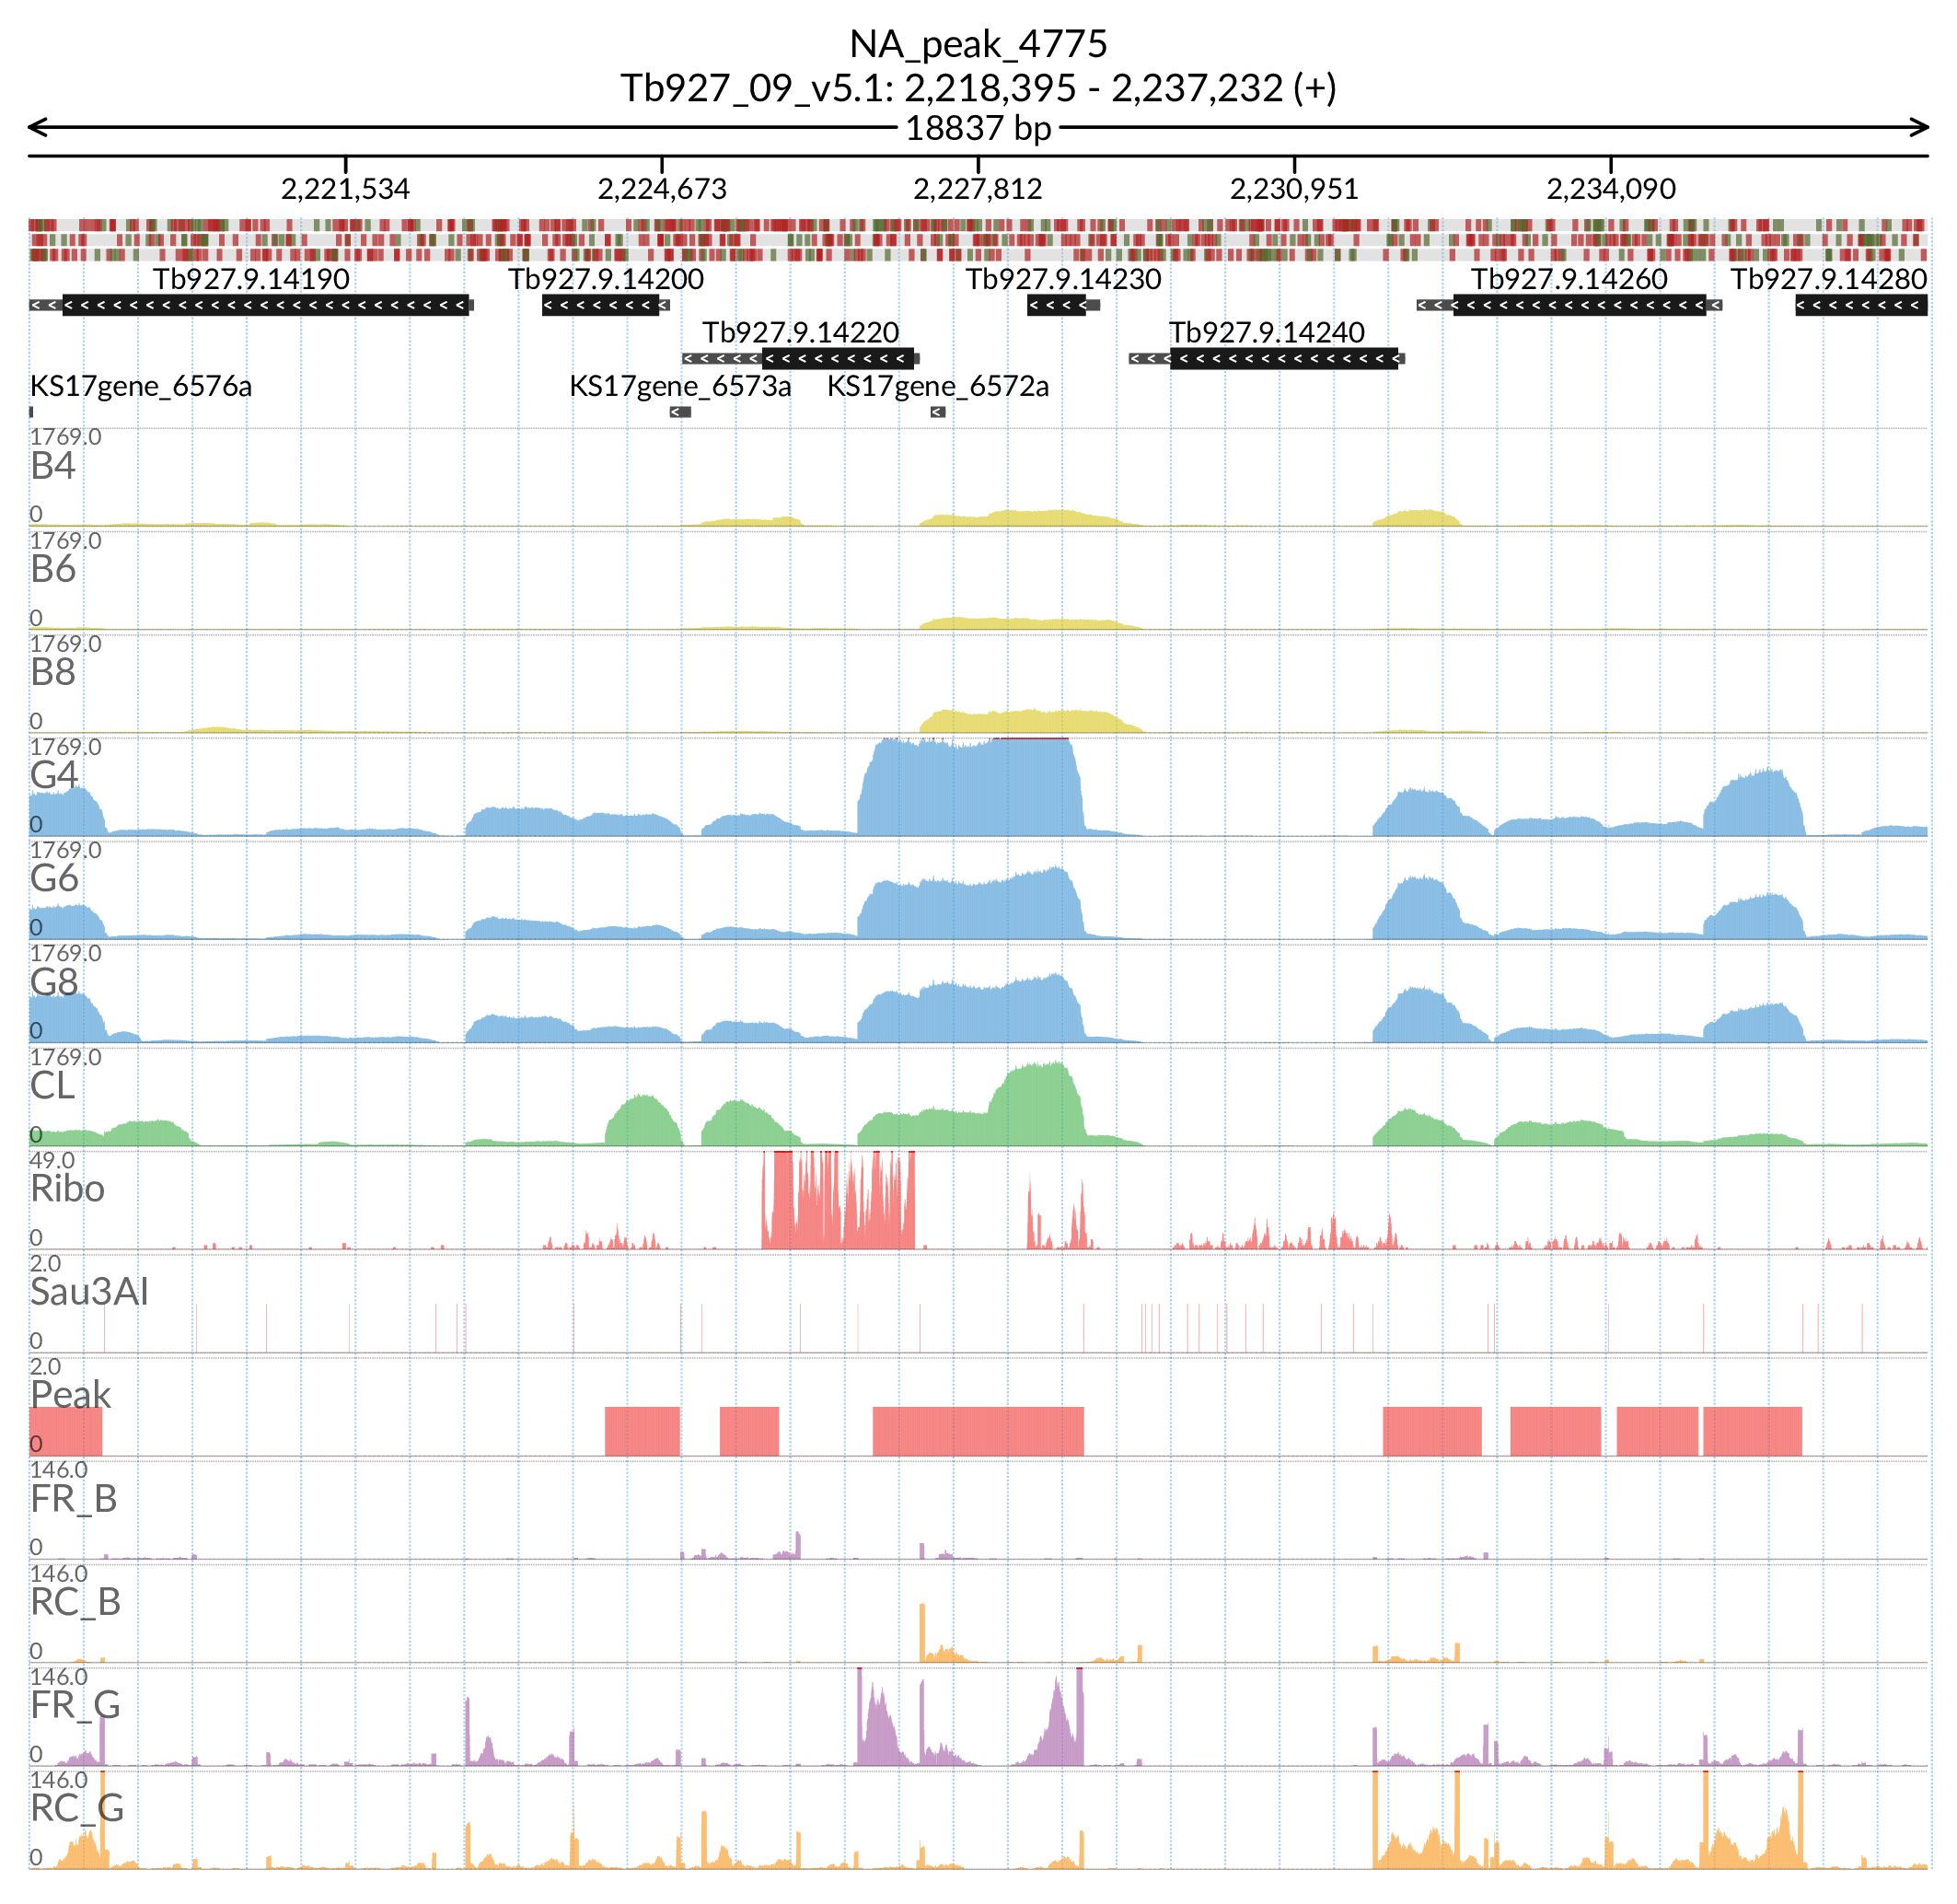 NA_peak_4775
Tb927_09_v5.1: 2,218,395 - 2,237,232 (+)
18837 bp
2,221,534 2,224,673 2,227,812 2,230,951 2,234,090
Tb927.9.14190 Tb927.9.14200 Tb927.9.14230 Tb927.9.14260 Tb927.9.14280
Tb927.9.14220 Tb927.9.14240
KS17gene_6576a KS17gene_6573a KS17gene_6572a
1769.0
B4
0
1769.0
B6
0
1769.0
B8
0
1769.0
G4
0
1769.0
G6
0
1769.0
G8
0
1769.0
CL
0
49.0
Ribo
0
2.0
Sau3AI
0
2.0
Peak
0
146.0
FR_B
0
146.0
RC_B
0
146.0
FR_G
0
146.0
RC_G
0